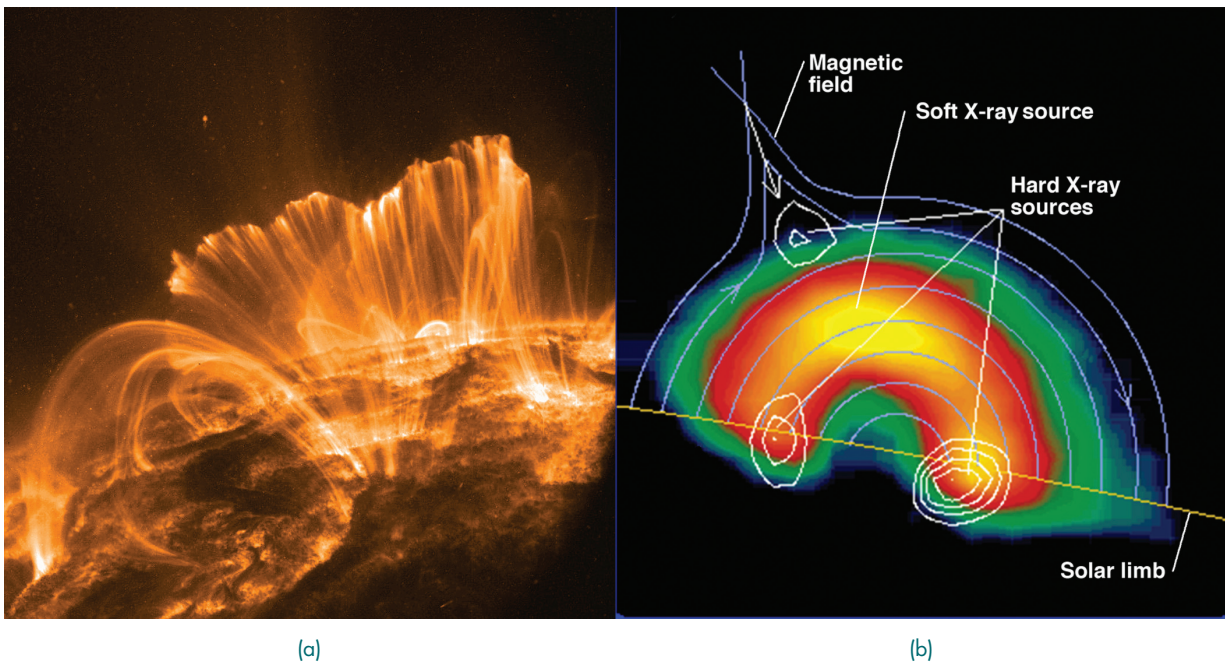 Magnetic
field
Soft X-ray source
Hard X-ray
sources
Solar limb
(a)
(b)